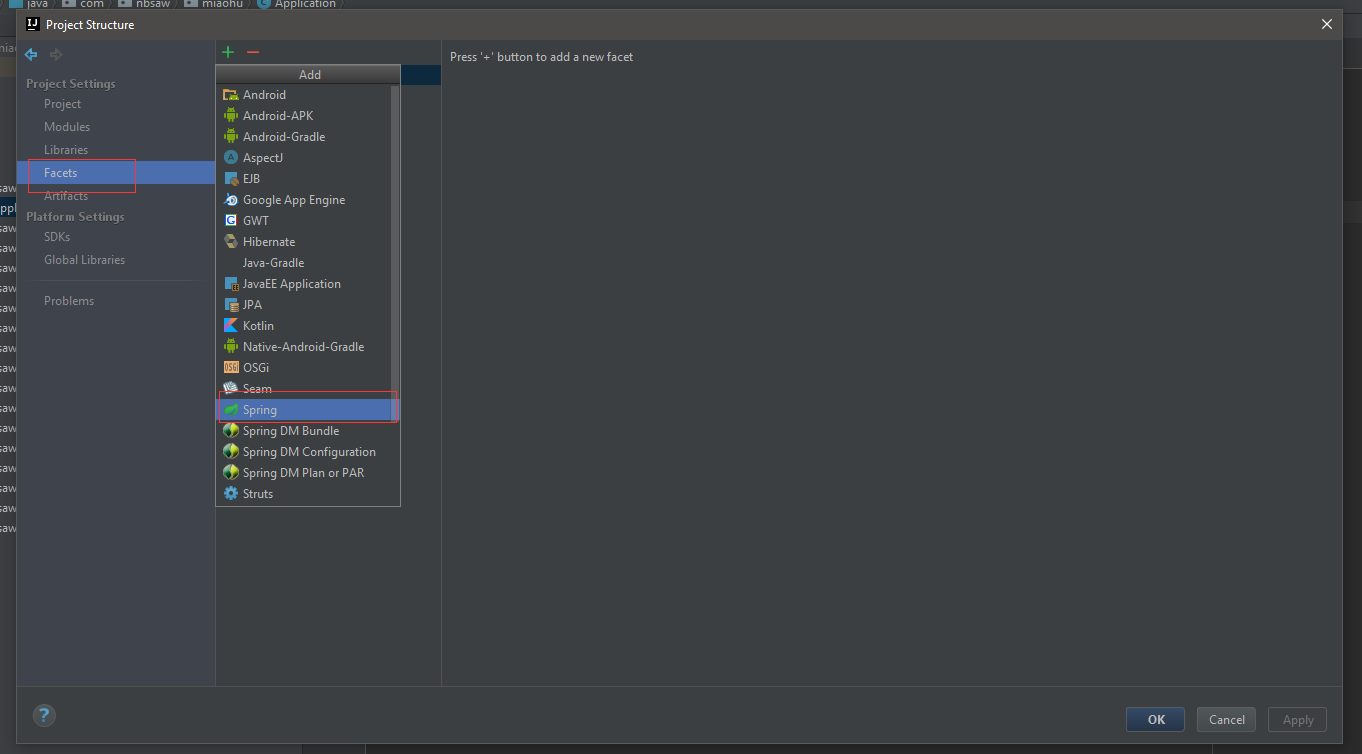 java com nbsaw miaohu Application
Project Structure
Project Settings
Project
Modules
Libraries
Facets
Artifacts
Platform Settings
SDKs
Global Libraries
Problems
Add
Android
Android-APK
Android-Gradle
AspectJ
EJB
Google App Engine
GWT
Hibernate
Java-Gradle
JavaEE Application
JPA
Kotlin
Native-Android-Gradle
OSGi
Seam
Spring
Spring DM Bundle
Spring DM Configuration
Spring DM Plan or PAR
Struts
Press '+' button to add a new facet
?
OK
Cancel
Apply